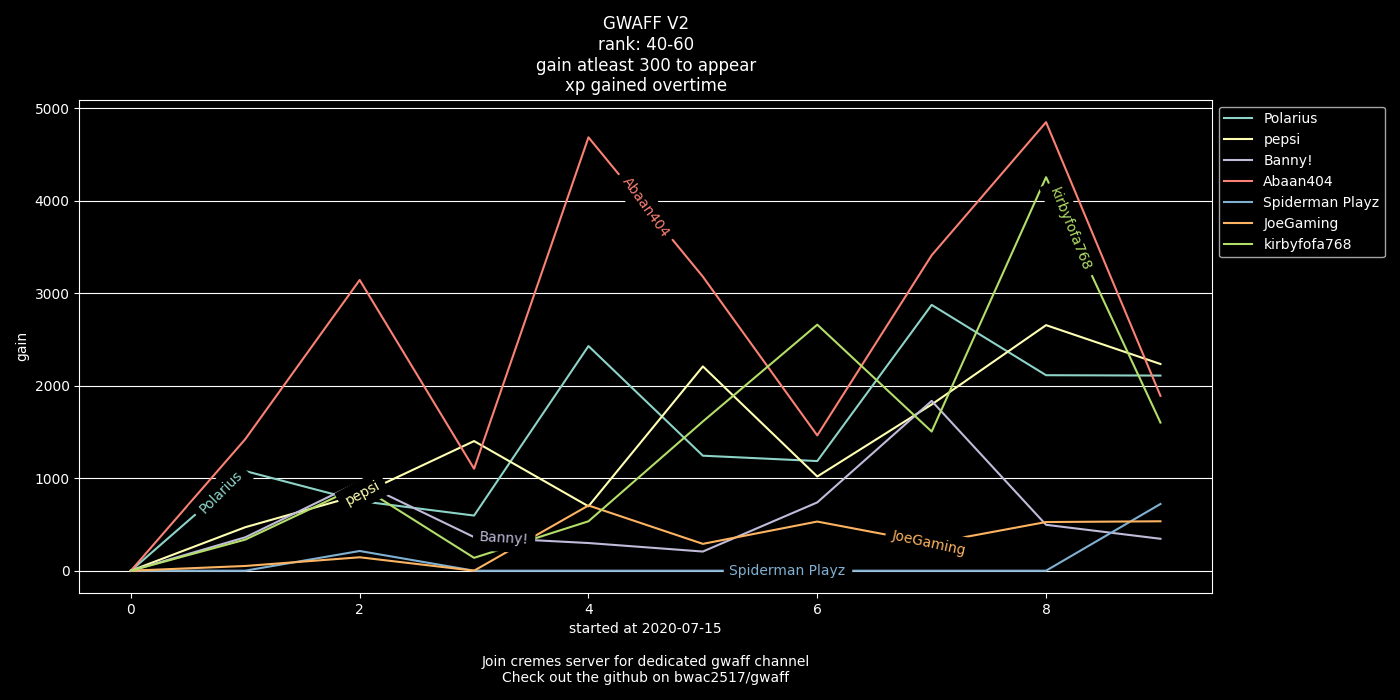 GWAFF V2
rank: 40-60
gain atleast 300 to appear
xp gained overtime
5000
4000
3000
2000
1000
0
gain
Polarius
pepsi
Banny!
Abaan404
Spiderman Playz
JoeGaming
kirbyfofa768
Polarius
pepsi
Banny!
Abaan404
Spiderman Playz
JoeGaming
kirbyfofa768
0 2 4 6 8
started at 2020-07-15
Join cremes server for dedicated gwaff channel
Check out the github on bwac2517/gwaff